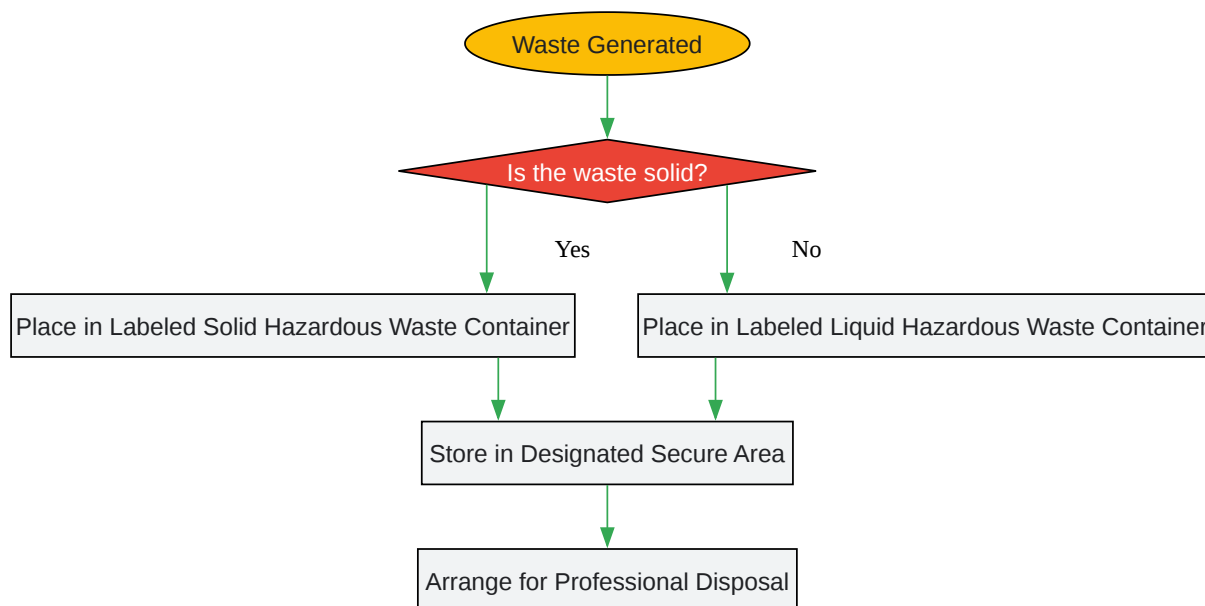 Waste Generated
Is the waste solid?
Yes
No
Place in Labeled Solid Hazardous Waste Container
Place in Labeled Liquid Hazardous Waste Container
Store in Designated Secure Area
Arrange for Professional Disposal